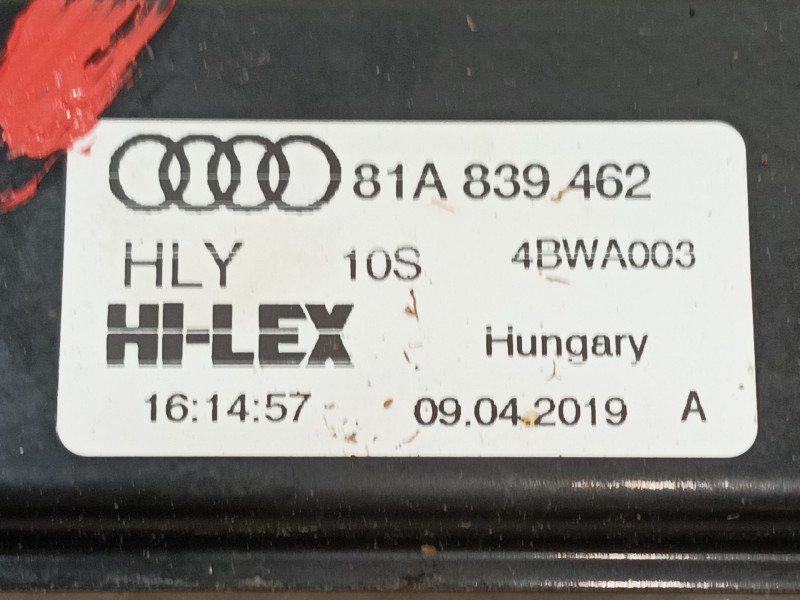 81A 839 462
HLY 10S 4BWA003
HI-LEX Hungary
16:14:57 09.04.2019 A